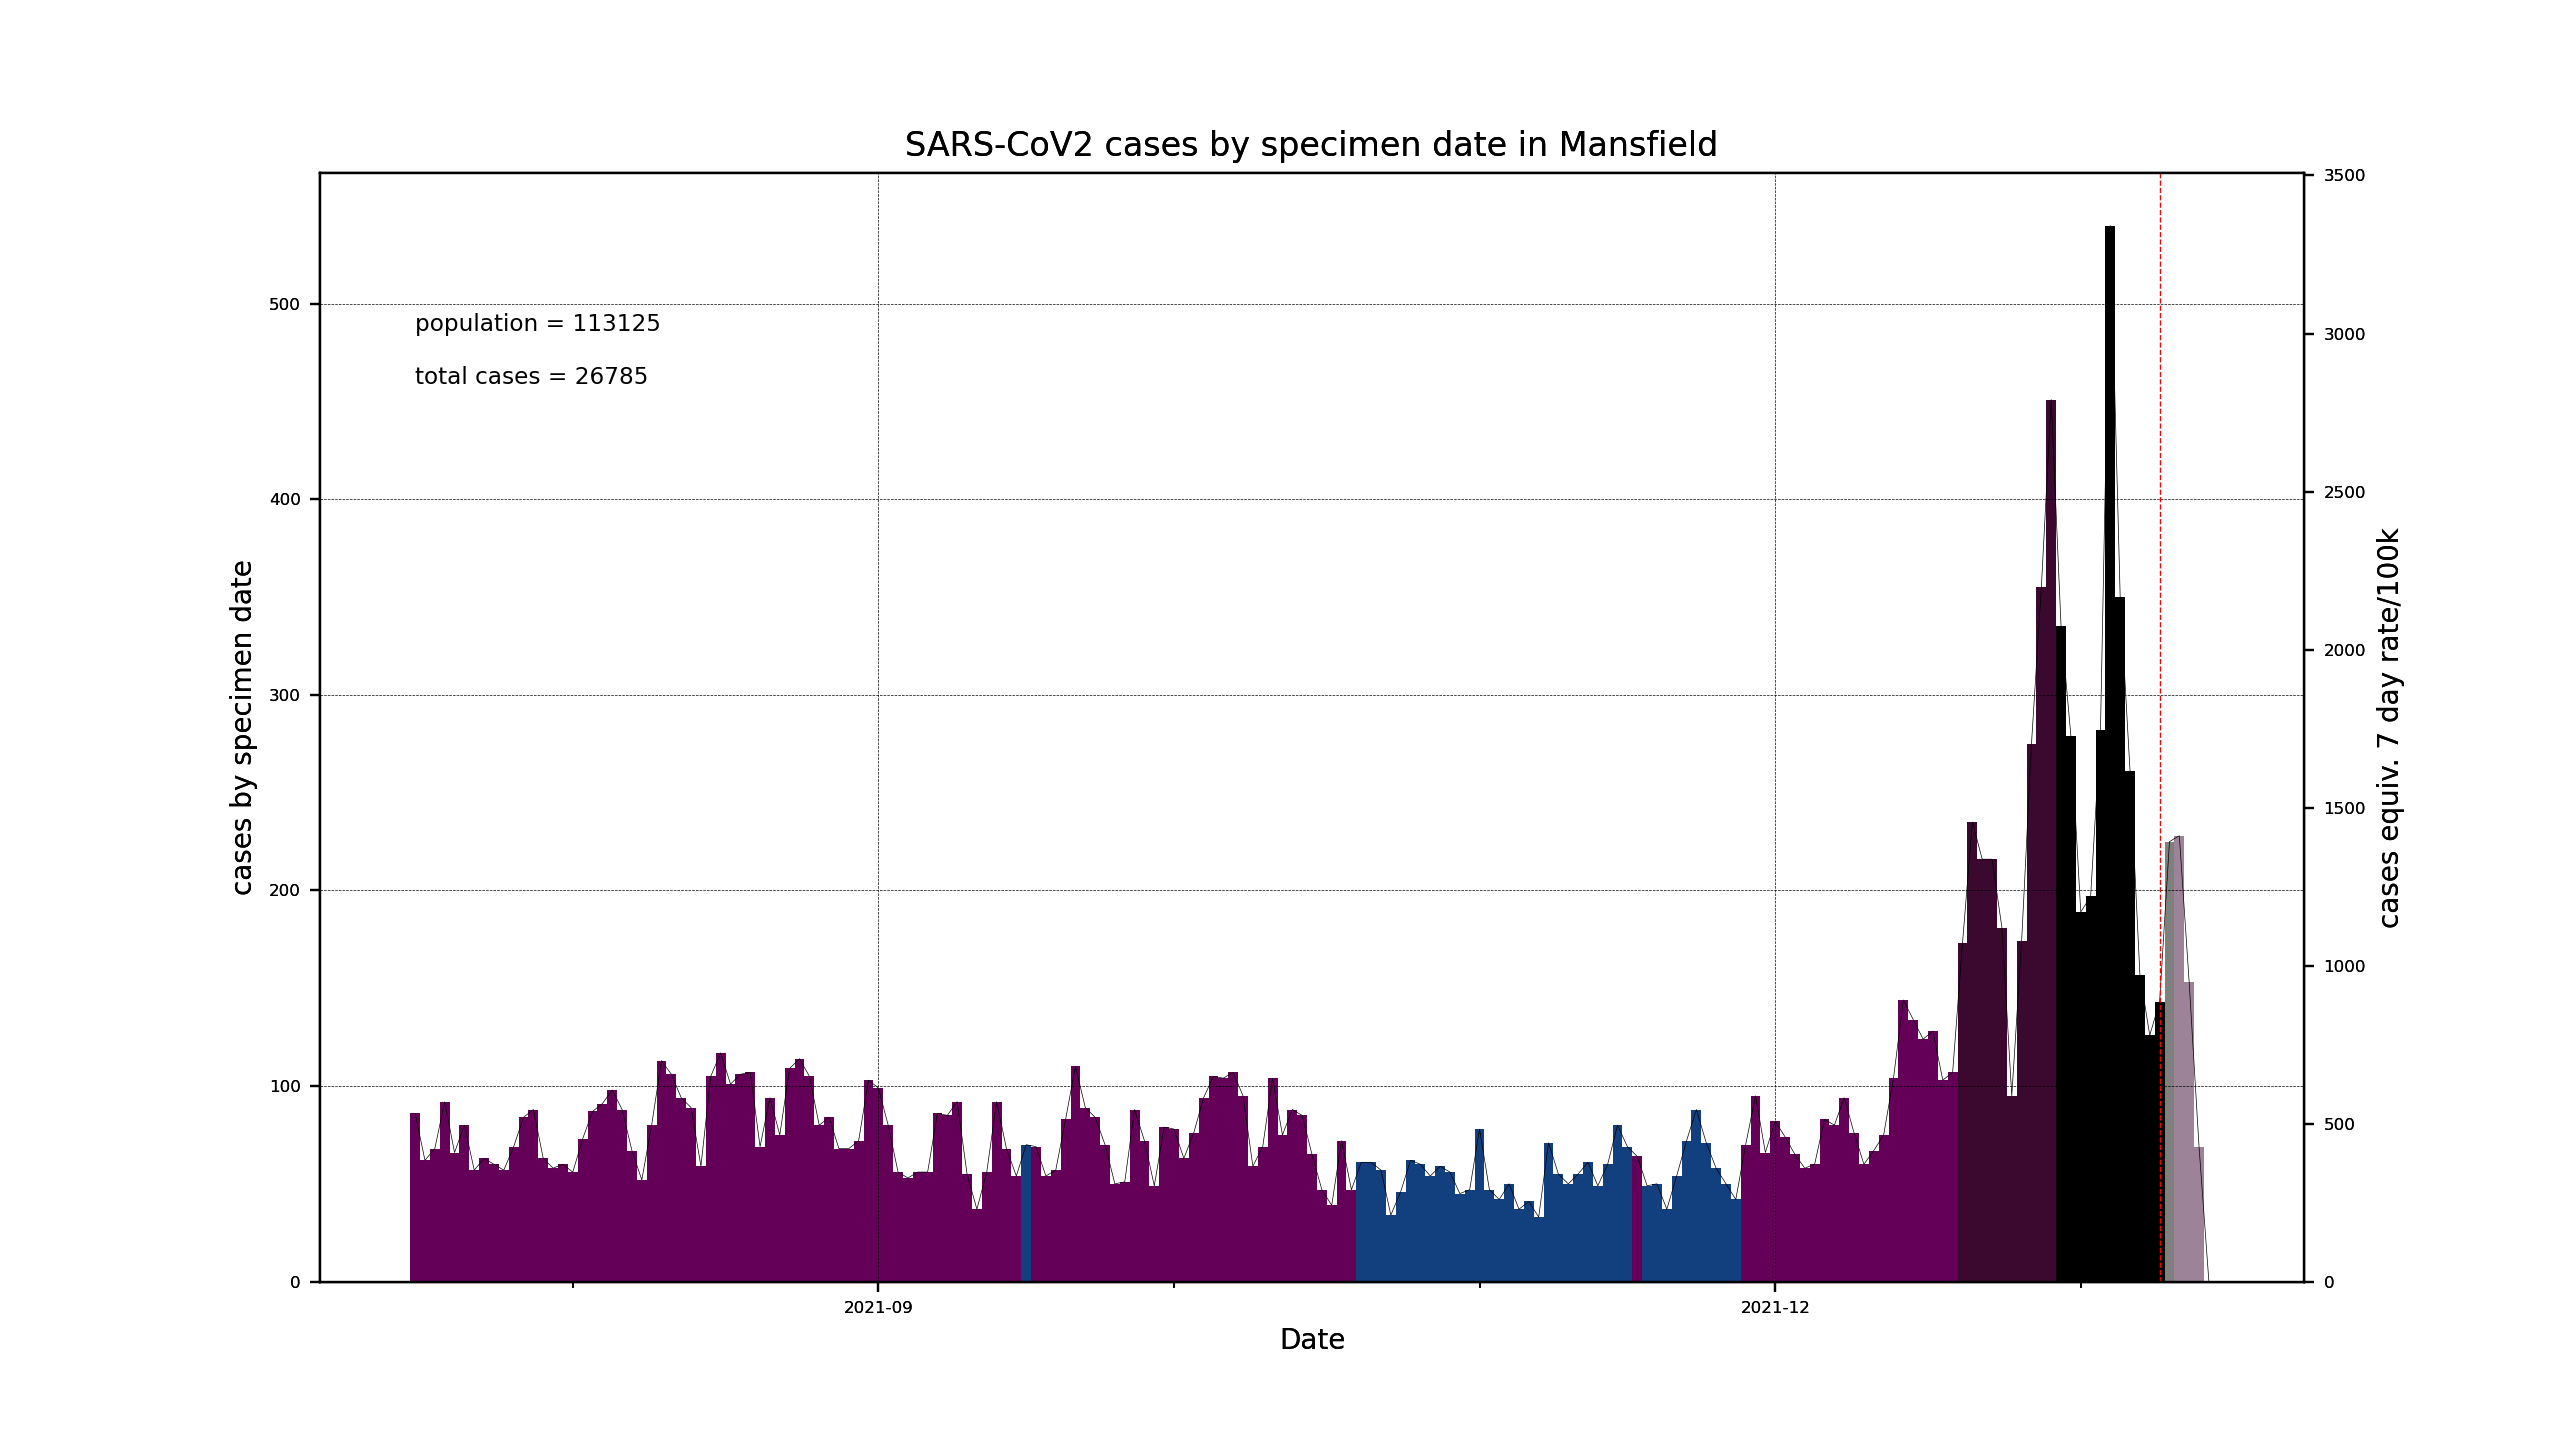 SARS-CoV2 cases by specimen date in Mansfield
population = 113125
total cases = 26785
cases by specimen date
500
400
300
200
100
0
3500
3000
2500
2000
1500
1000
500
0
cases equiv. 7 day rate/100k
2021-09
2021-12
Date